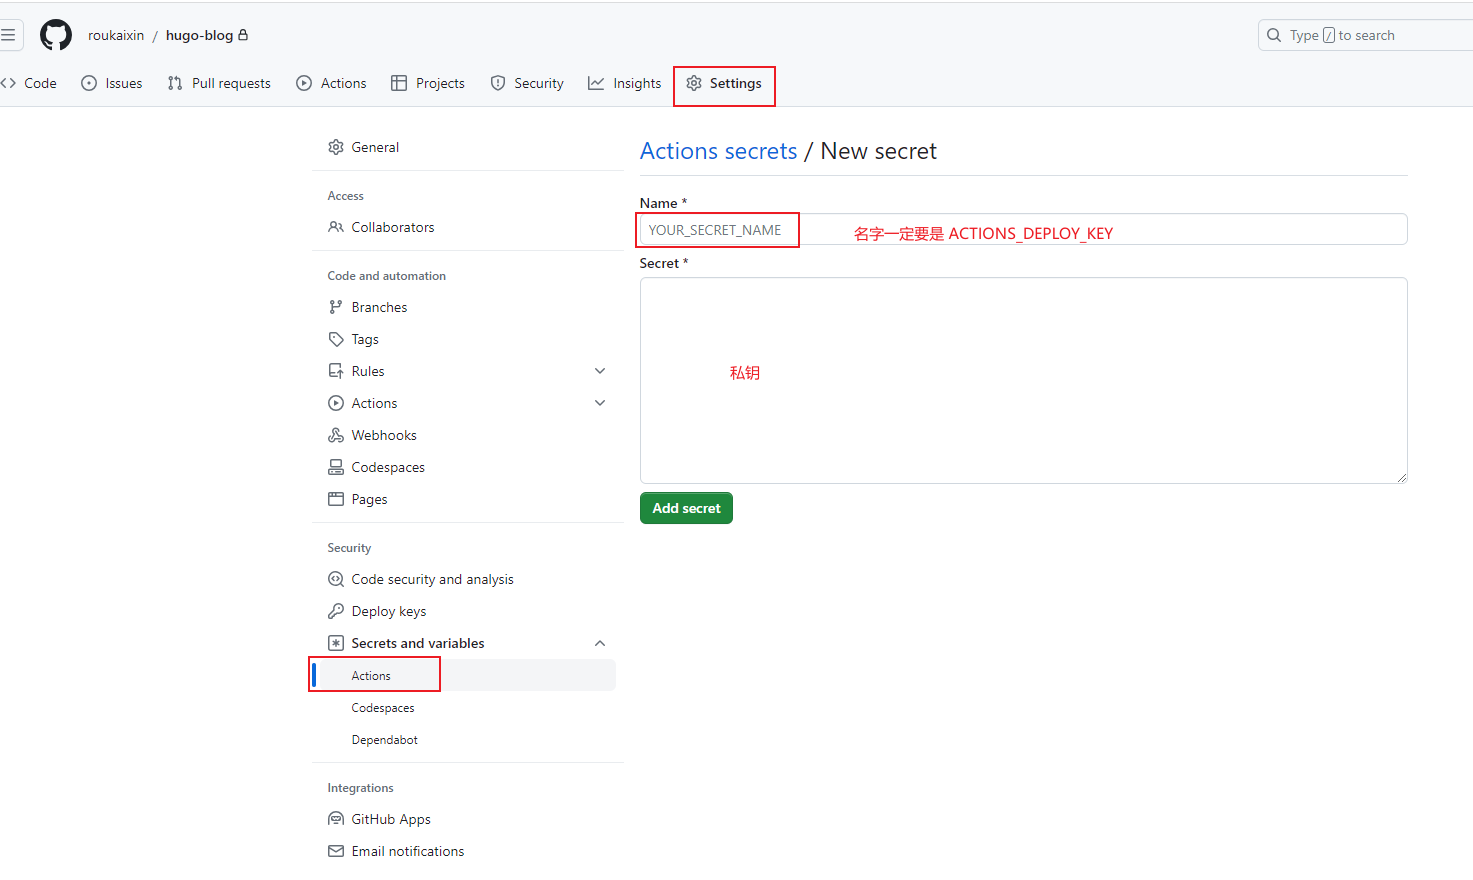 roukaixin / hugo-blog
Type / to search
Code
Issues
Pull requests
Actions
Projects
Security
Insights
Settings
General
Access
Collaborators
Code and automation
Branches
Tags
Rules
Actions
Webhooks
Codespaces
Pages
Security
Code security and analysis
Deploy keys
Secrets and variables
Actions
Codespaces
Dependabot
Integrations
GitHub Apps
Email notifications
Actions secrets / New secret
Name *
YOUR_SECRET_NAME
名字一定要是 ACTIONS_DEPLOY_KEY
Secret *
私钥
Add secret